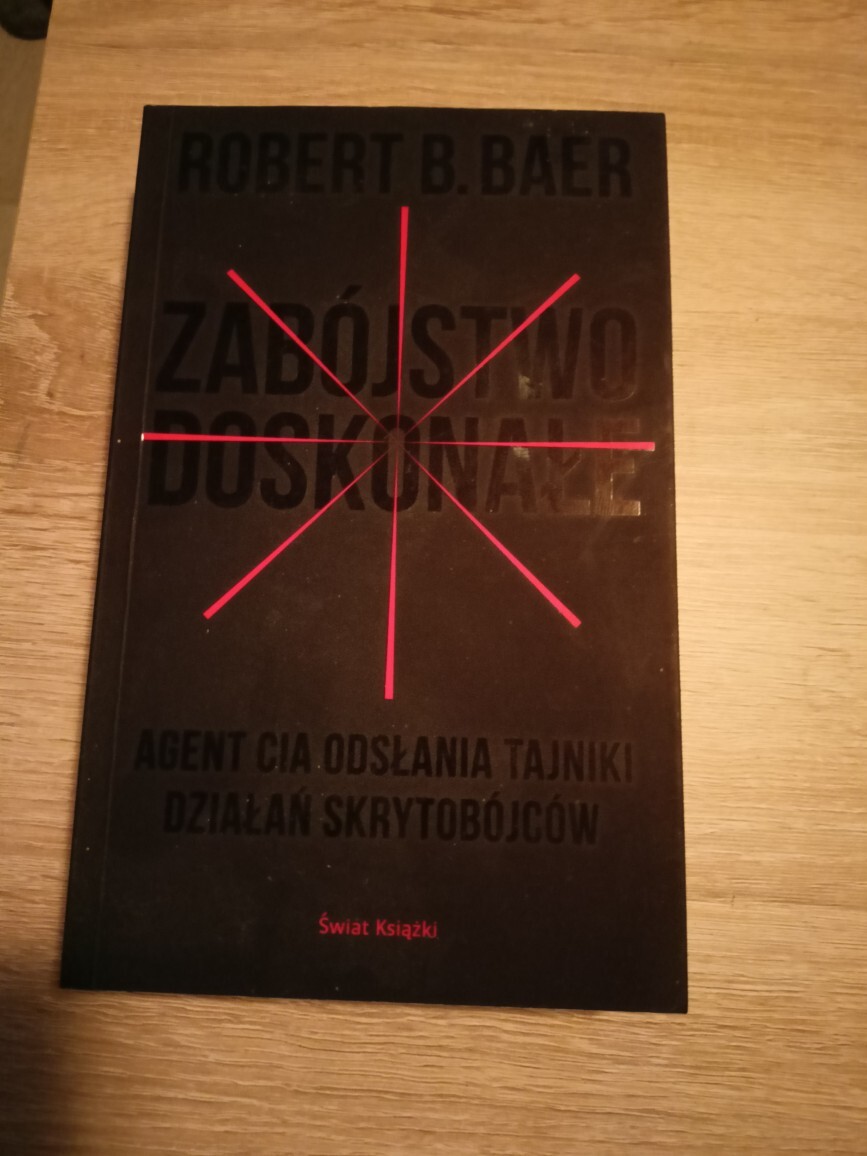 ROBERT B. BAER
ZABÓJSTWO
DOSKONAŁE
AGENT CIA ODSŁANIA TAJNIKI
DZIAŁAŃ SKRYTOBÓJCÓW
Świat Książki